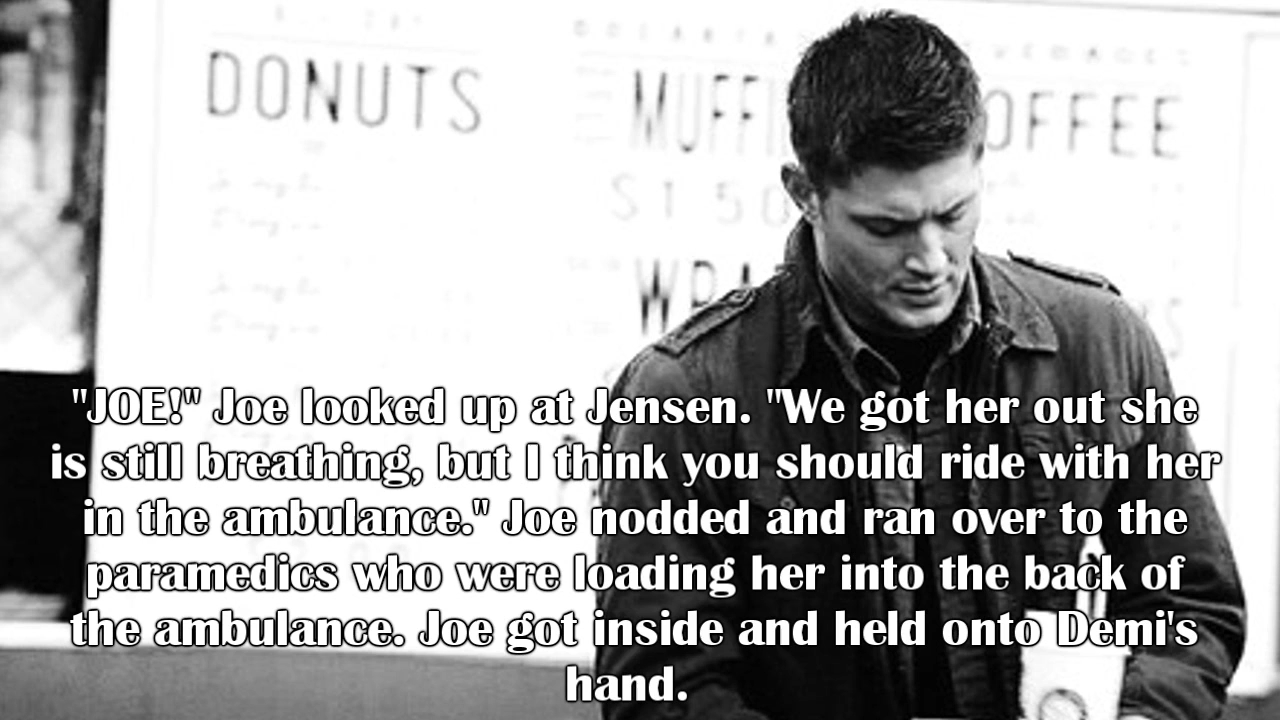 DONUTS
MUFFI
OFFEE
"JOE!" Joe looked up at Jensen. "We got her out she
is still breathing, but I think you should ride with her
in the ambulance." Joe nodded and ran over to the
paramedics who were loading her into the back of
the ambulance. Joe got inside and held onto Demi's
hand.